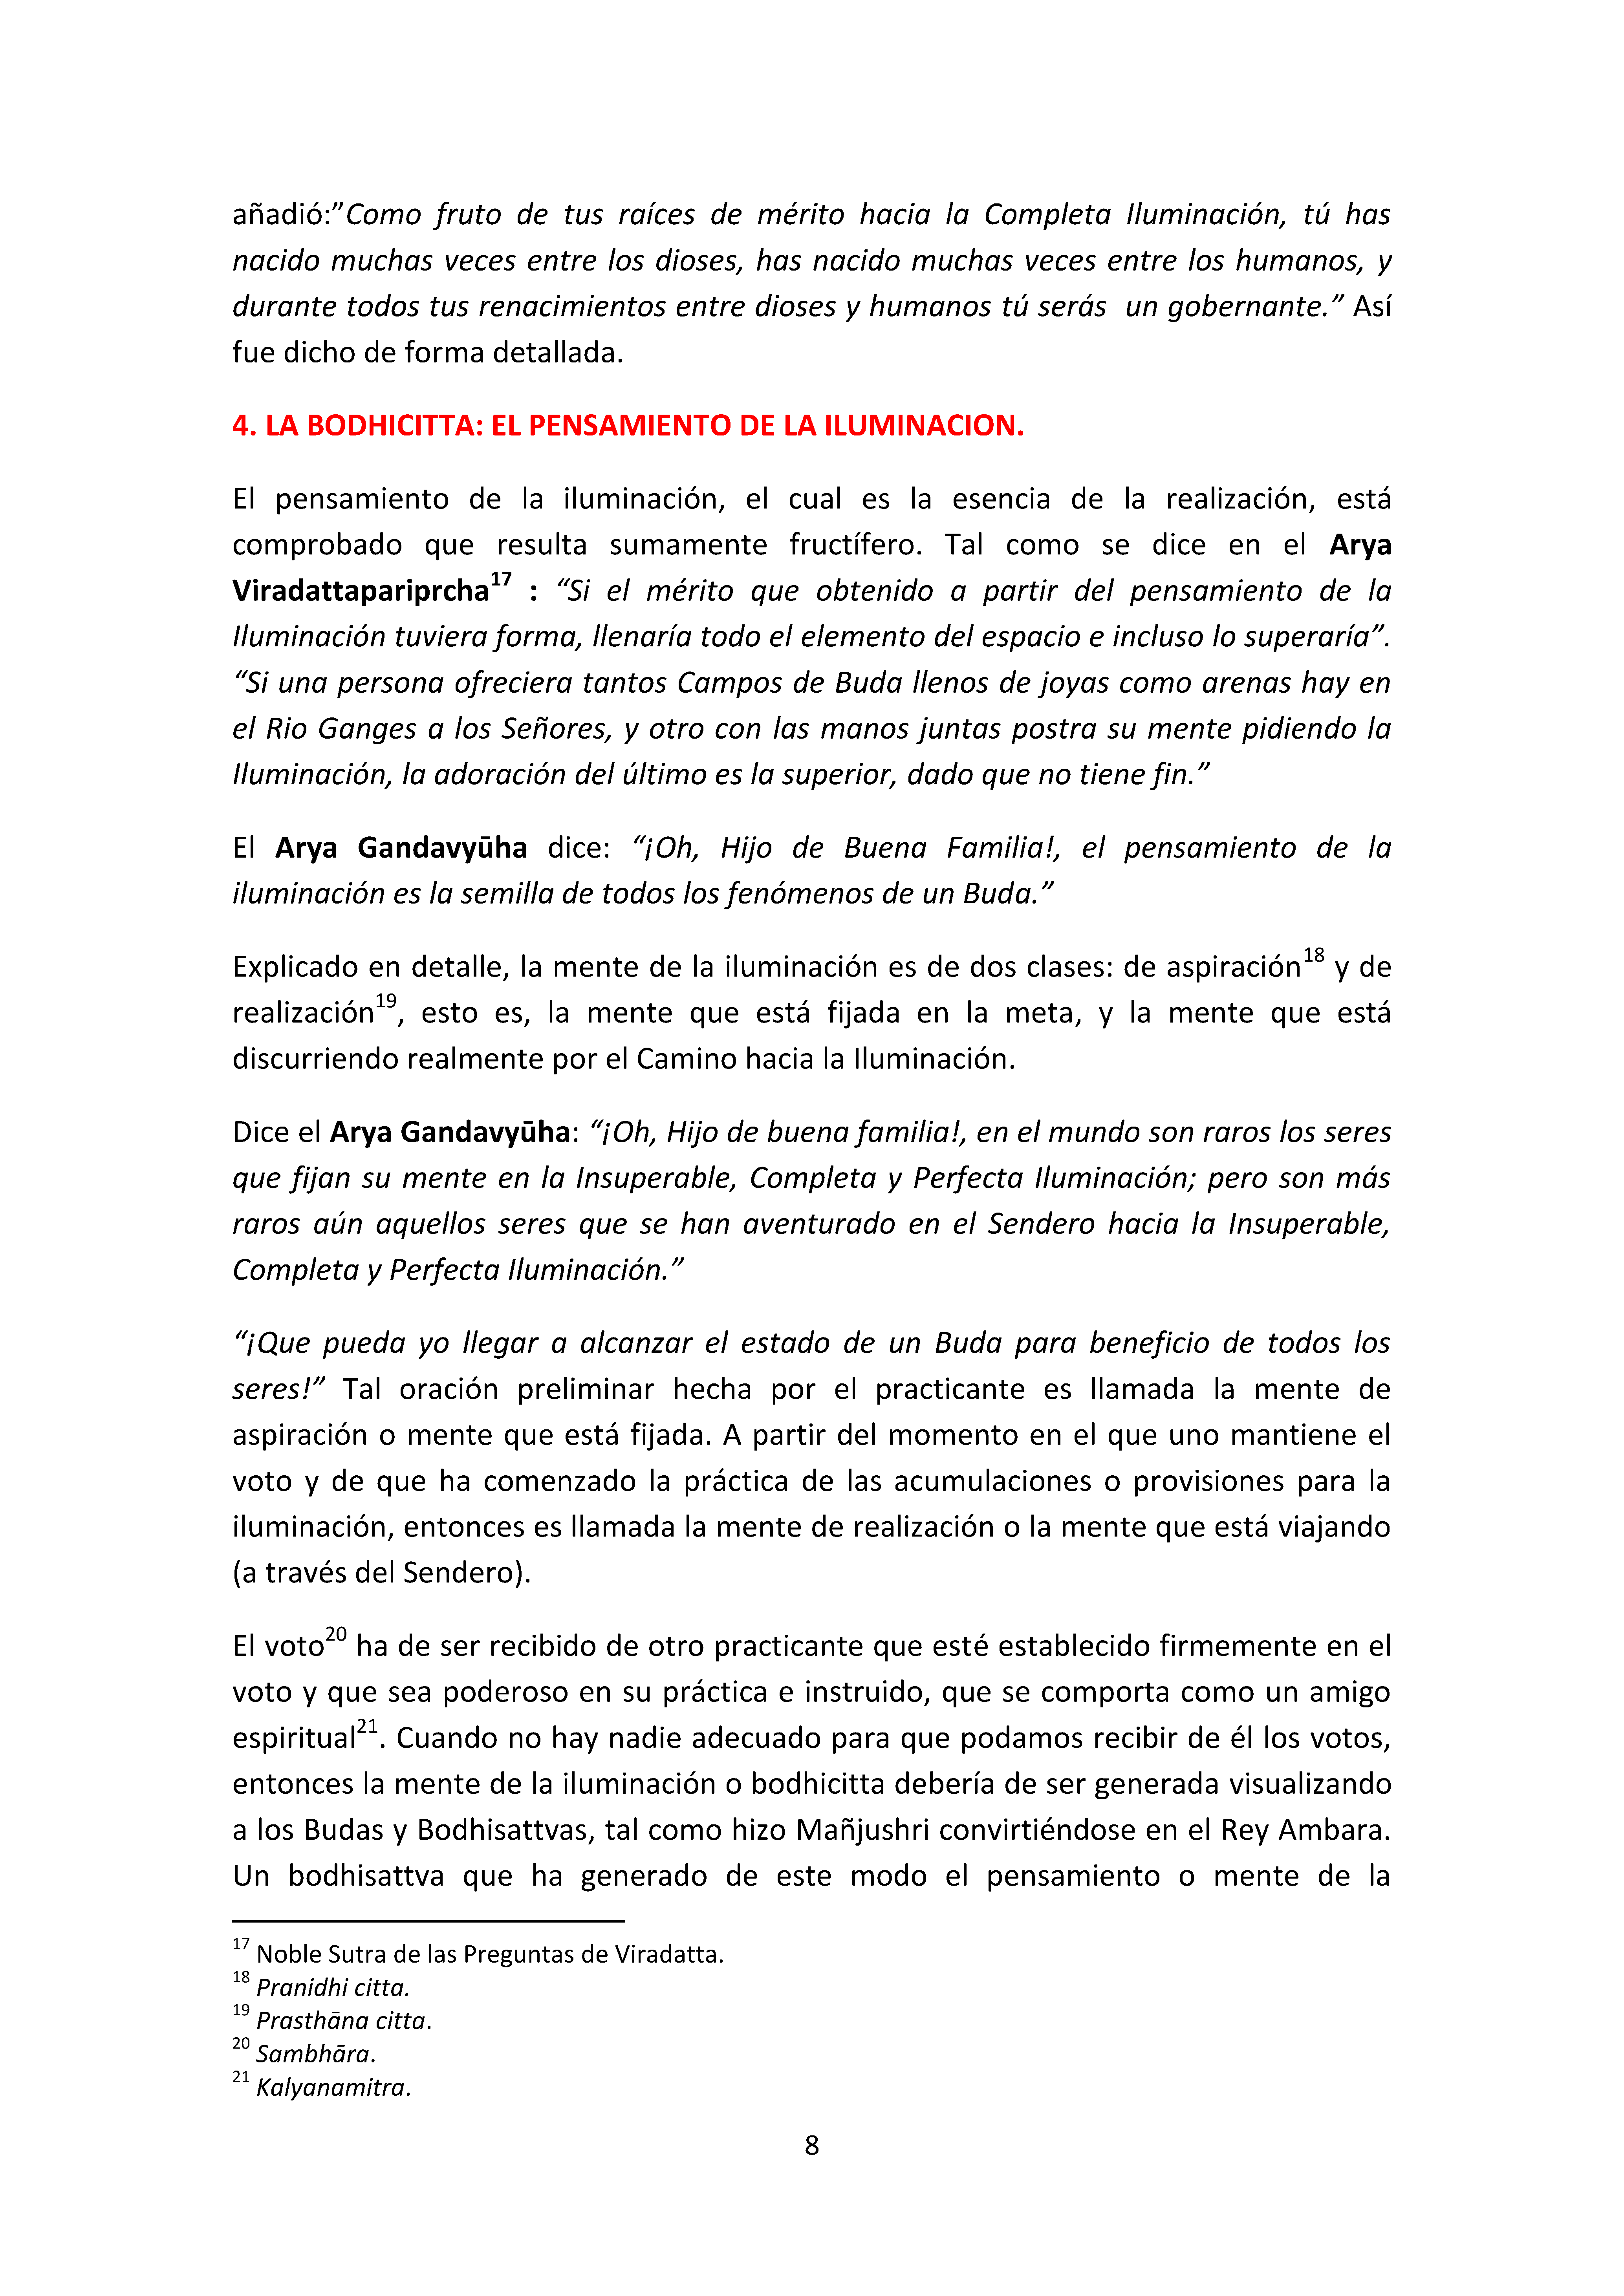 añadió:”Como fruto de tus raíces de mérito hacia la Completa Iluminación, tú has
nacido muchas veces entre los dioses, has nacido muchas veces entre los humanos, y
durante todos tus renacimientos entre dioses y humanos tú serás  un gobernante.” Así
fue dicho de forma detallada.
4. LA BODHICITTA: EL PENSAMIENTO DE LA ILUMINACION.
El pensamiento de la iluminación, el cual es la esencia de la realización, está
comprobado que resulta sumamente fructífero. Tal como se dice en el Arya
Viradattapariprcha17 : “Si el mérito que obtenido a partir del pensamiento de la
Iluminación tuviera forma, llenaría todo el elemento del espacio e incluso lo superaría”.
“Si una persona ofreciera tantos Campos de Buda llenos de joyas como arenas hay en
el Rio Ganges a los Señores, y otro con las manos juntas postra su mente pidiendo la
Iluminación, la adoración del último es la superior, dado que no tiene fin.”
El Arya Gandavyūha dice: “¡Oh, Hijo de Buena Familia!, el pensamiento de la
iluminación es la semilla de todos los fenómenos de un Buda.”
Explicado en detalle, la mente de la iluminación es de dos clases: de aspiración18 y de
realización19, esto es, la mente que está fijada en la meta, y la mente que está
discurriendo realmente por el Camino hacia la Iluminación.
Dice el Arya Gandavyūha: “¡Oh, Hijo de buena familia!, en el mundo son raros los seres
que fijan su mente en la Insuperable, Completa y Perfecta Iluminación; pero son más
raros aún aquellos seres que se han aventurado en el Sendero hacia la Insuperable,
Completa y Perfecta Iluminación.”
“¡Que pueda yo llegar a alcanzar el estado de un Buda para beneficio de todos los
seres!” Tal oración preliminar hecha por el practicante es llamada la mente de
aspiración o mente que está fijada. A partir del momento en el que uno mantiene el
voto y de que ha comenzado la práctica de las acumulaciones o provisiones para la
iluminación, entonces es llamada la mente de realización o la mente que está viajando
(a través del Sendero).
El voto20 ha de ser recibido de otro practicante que esté establecido firmemente en el
voto y que sea poderoso en su práctica e instruido, que se comporta como un amigo
espiritual21. Cuando no hay nadie adecuado para que podamos recibir de él los votos,
entonces la mente de la iluminación o bodhicitta debería de ser generada visualizando
a los Budas y Bodhisattvas, tal como hizo Mañjushri convirtiéndose en el Rey Ambara.
Un bodhisattva que ha generado de este modo el pensamiento o mente de la
17 Noble Sutra de las Preguntas de Viradatta.
18 Pranidhi citta.
19 Prasthāna citta.
20 Sambhāra.
21 Kalyanamitra.
8